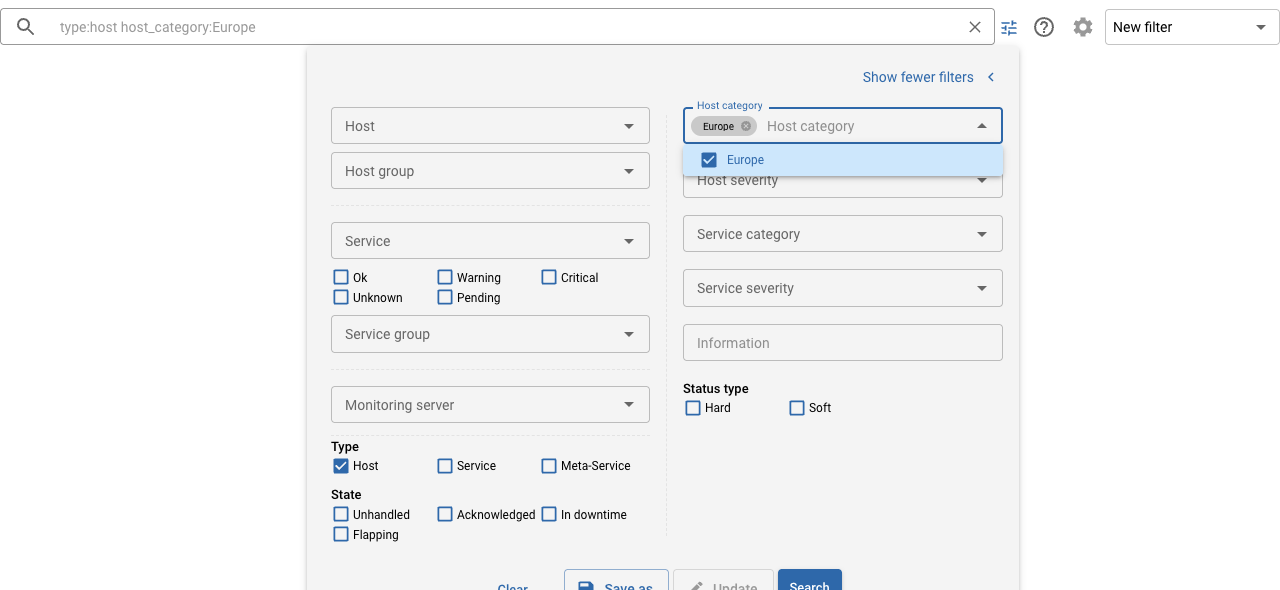 type:host host_category:Europe
New filter
Show fewer filters
Host
Host group
Service
Ok
Warning
Critical
Unknown
Pending
Service group
Monitoring server
Type
Host
Service
Meta-Service
State
Unhandled
Acknowledged
In downtime
Flapping
Host category
Europe
Host category
Europe
Host severity
Service category
Service severity
Information
Status type
Hard
Soft
Clear
Save as
Update
Search